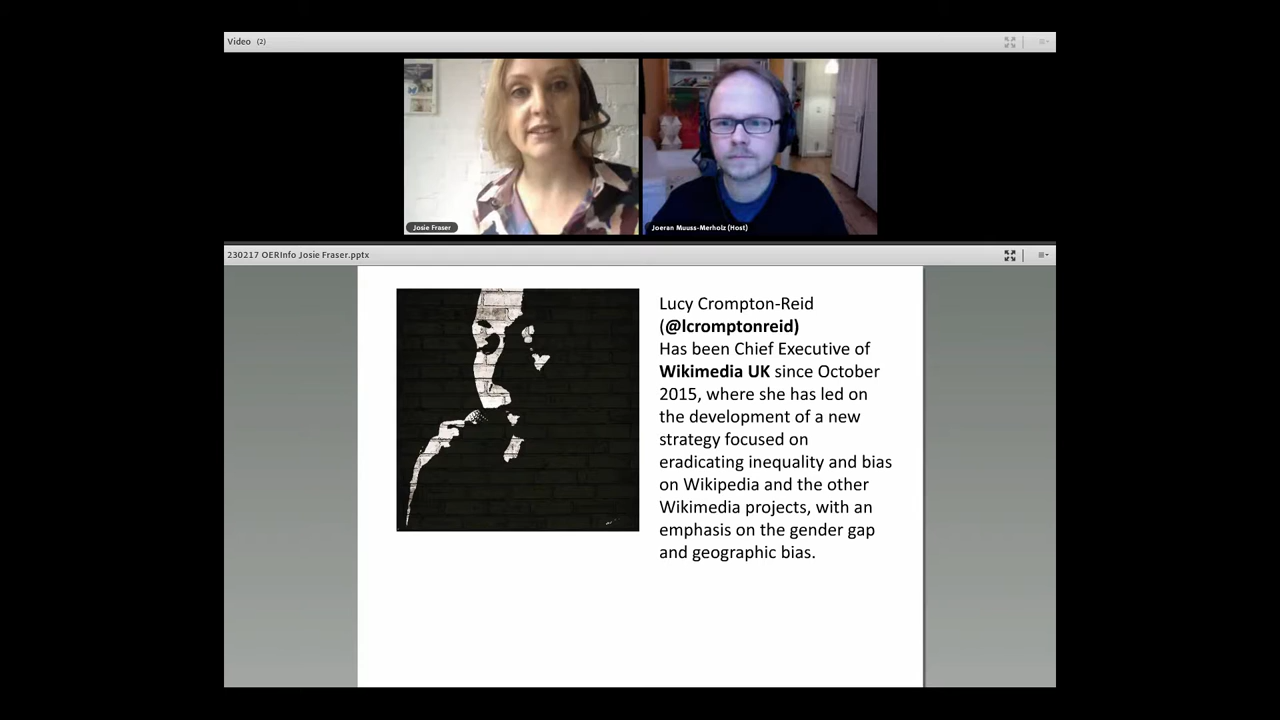 Video (2)
Josie Fraser
Joeran Muuss-Merholz (Host)
230217 OERInfo Josie Fraser.pptx
Lucy Crompton-Reid
(@lcromptonreid)
Has been Chief Executive of
Wikimedia UK since October
2015, where she has led on
the development of a new
strategy focused on
eradicating inequality and bias
on Wikipedia and the other
Wikimedia projects, with an
emphasis on the gender gap
and geographic bias.